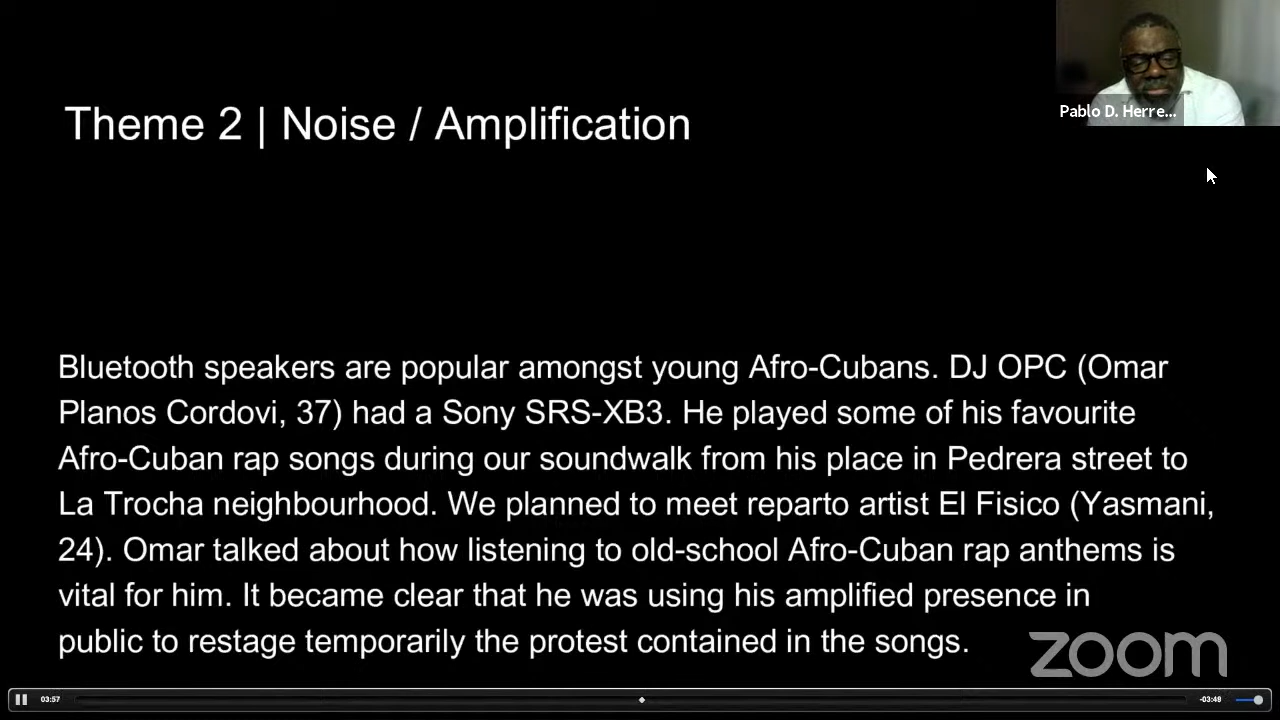 Pablo D. Herre...
Theme 2 | Noise / Amplification
Bluetooth speakers are popular amongst young Afro-Cubans. DJ OPC (Omar
Planos Cordovi, 37) had a Sony SRS-XB3. He played some of his favourite
Afro-Cuban rap songs during our soundwalk from his place in Pedrera street to
La Trocha neighbourhood. We planned to meet reparto artist El Fisico (Yasmani,
24). Omar talked about how listening to old-school Afro-Cuban rap anthems is
vital for him. It became clear that he was using his amplified presence in
public to restage temporarily the protest contained in the songs.
zoom
03:57
-03:49